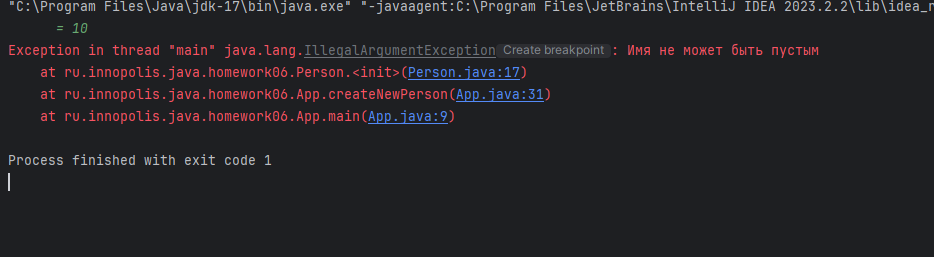 "C:\Program Files\Java\jdk-17\bin\java.exe" "-javaagent:C:\Program Files\JetBrains\IntelliJ IDEA 2023.2.2\lib\idea_r
= 10
Exception in thread "main" java.lang.IllegalArgumentException Create breakpoint : Имя не может быть пустым
at ru.innopolis.java.homework06.Person.<init>(Person.java:17)
at ru.innopolis.java.homework06.App.createNewPerson(App.java:31)
at ru.innopolis.java.homework06.App.main(App.java:9)
Process finished with exit code 1